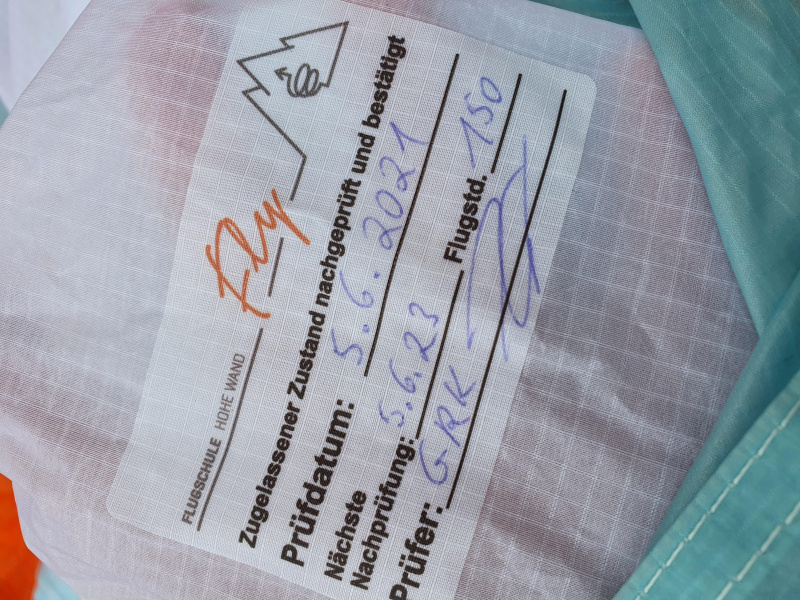 Fly
FLUGSCHULE HOHE WAND
Zugelassener Zustand nachgeprüft und bestätigt
Prüfdatum: 5.6.2021
Nächste
Nachprüfung: 5.6.23 Flugstd. 150
Prüfer: GRK